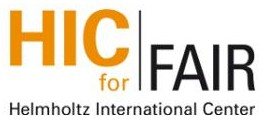 HIC
for FAIR
Helmholtz International Center